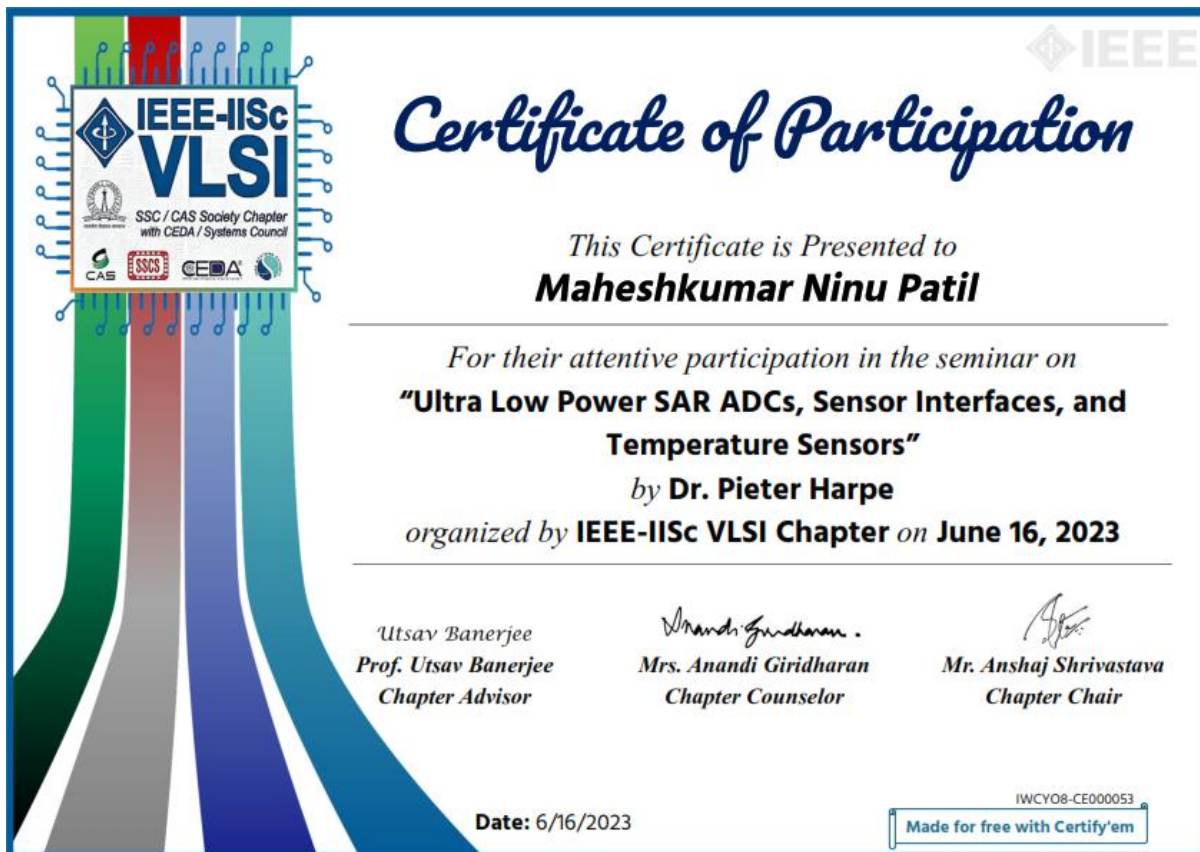 IEEE
IEEE-IISc
VLSI
SSC / CAS Society Chapter
with CEDA / Systems Council
CAS
SSCS
CEDA
Certificate of Participation
This Certificate is Presented to
Maheshkumar Ninu Patil
For their attentive participation in the seminar on
“Ultra Low Power SAR ADCs, Sensor Interfaces, and
Temperature Sensors”
by Dr. Pieter Harpe
organized by IEEE-IISc VLSI Chapter on June 16, 2023
Utsav Banerjee
Prof. Utsav Banerjee
Chapter Advisor
Anandi Giridharan.
Mrs. Anandi Giridharan
Chapter Counselor
Mr. Anshaj Shrivastava
Chapter Chair
Date: 6/16/2023
IWCYO8-CE000053
Made for free with Certify'em